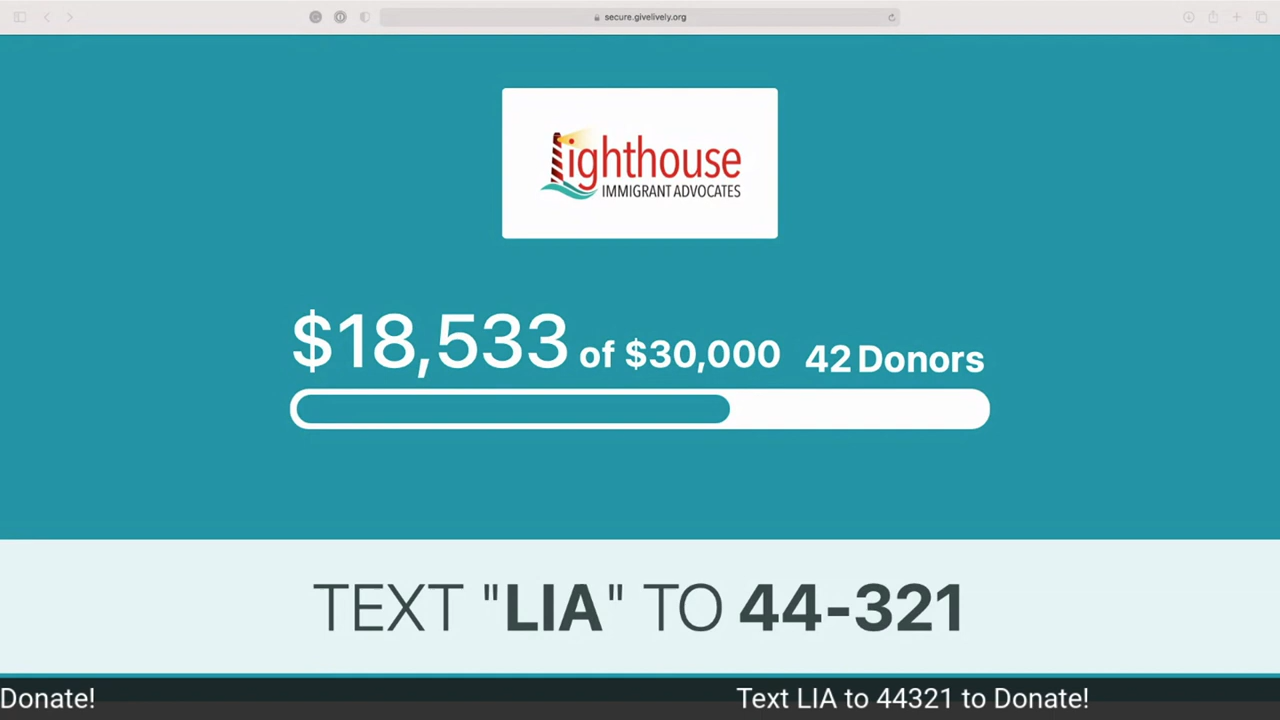 secure.givelively.org
Lighthouse
IMMIGRANT ADVOCATES
$18,533 of $30,000 42 Donors
TEXT "LIA" TO 44-321
Donate! Text LIA to 44321 to Donate!